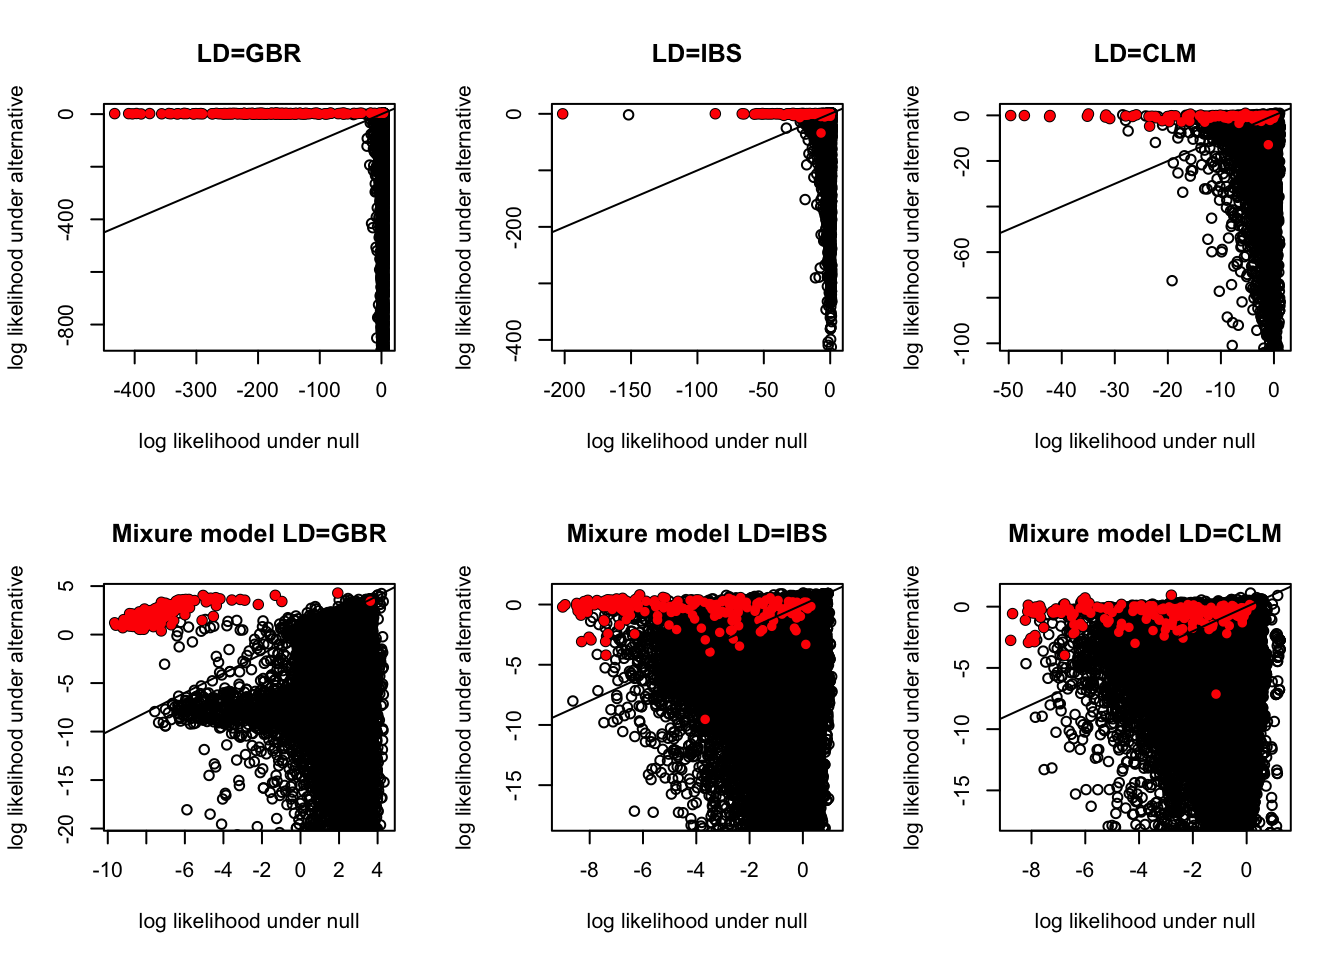 LD=GBR
log likelihood under alternative
0
-400
-800
-400 -300 -200 -100 0
log likelihood under null
LD=IBS
log likelihood under alternative
0
-200
-400
-200 -150 -100 -50 0
log likelihood under null
LD=CLM
log likelihood under alternative
0
-20
-60
-100
-50 -40 -30 -20 -10 0
log likelihood under null
Mixure model LD=GBR
log likelihood under alternative
5
0
-5
-10
-15
-20
-10 -6 -4 -2 0 2 4
log likelihood under null
Mixure model LD=IBS
log likelihood under alternative
0
-5
-10
-15
-8 -6 -4 -2 0
log likelihood under null
Mixure model LD=CLM
log likelihood under alternative
0
-5
-10
-15
-8 -6 -4 -2 0
log likelihood under null